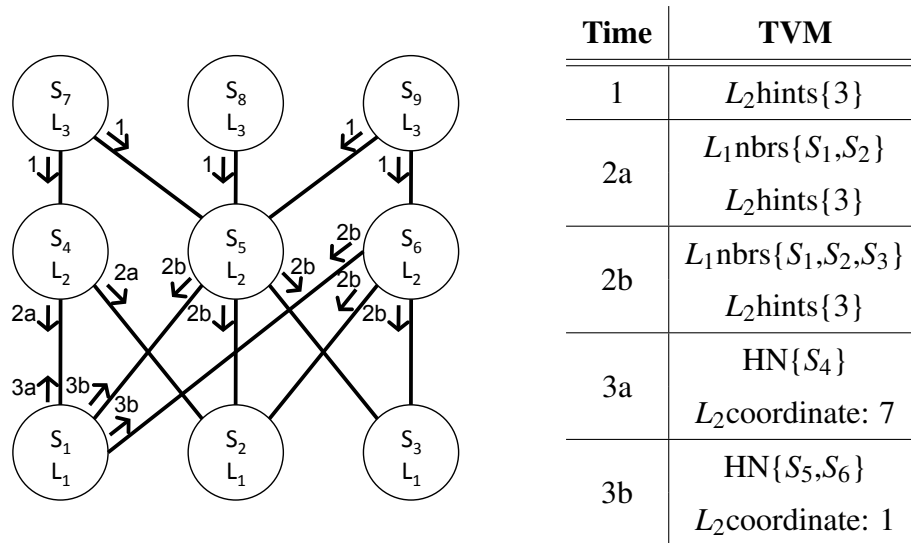 S7 S8 S9
L3 L3 L3
1 1 1 1 1
S4 S5 S6
L2 L2 L2
2a 2a 2b 2b 2b 2b 2b 2b
3a 3b 3b
S1 S2 S3
L1 L1 L1
Time TVM
1 L2hints{3}
2a L1nbrs{S1,S2}
L2hints{3}
2b L1nbrs{S1,S2,S3}
L2hints{3}
3a HN{S4}
L2coordinate: 7
3b HN{S5,S6}
L2coordinate: 1